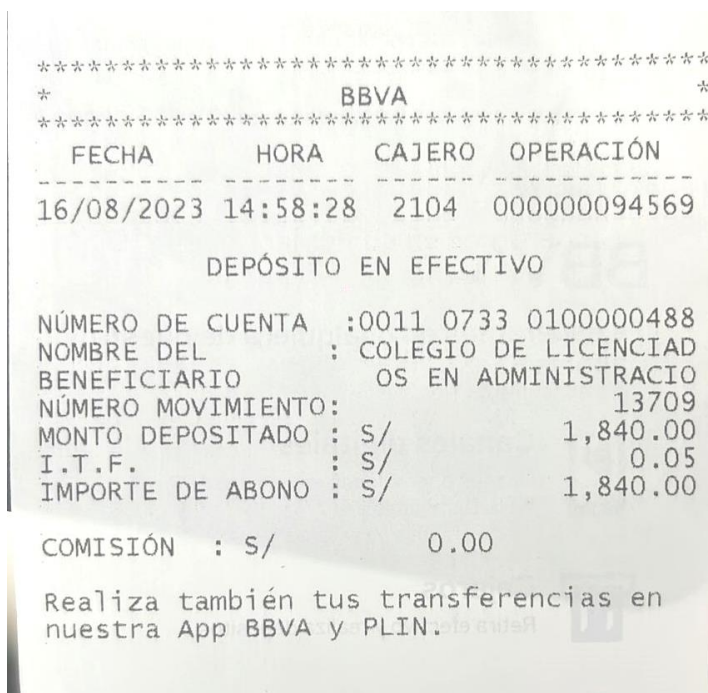 ****************************************
* BBVA *
****************************************
FECHA HORA CAJERO OPERACIÓN
---------- -------- ------ ------------
16/08/2023 14:58:28 2104 000000094569
DEPÓSITO EN EFECTIVO
NÚMERO DE CUENTA :0011 0733 0100000488
NOMBRE DEL : COLEGIO DE LICENCIAD
BENEFICIARIO OS EN ADMINISTRACIO
NÚMERO MOVIMIENTO: 13709
MONTO DEPOSITADO : S/ 1,840.00
I.T.F. : S/ 0.05
IMPORTE DE ABONO : S/ 1,840.00
COMISIÓN : S/ 0.00
Realiza también tus transferencias en
nuestra App BBVA y PLIN.